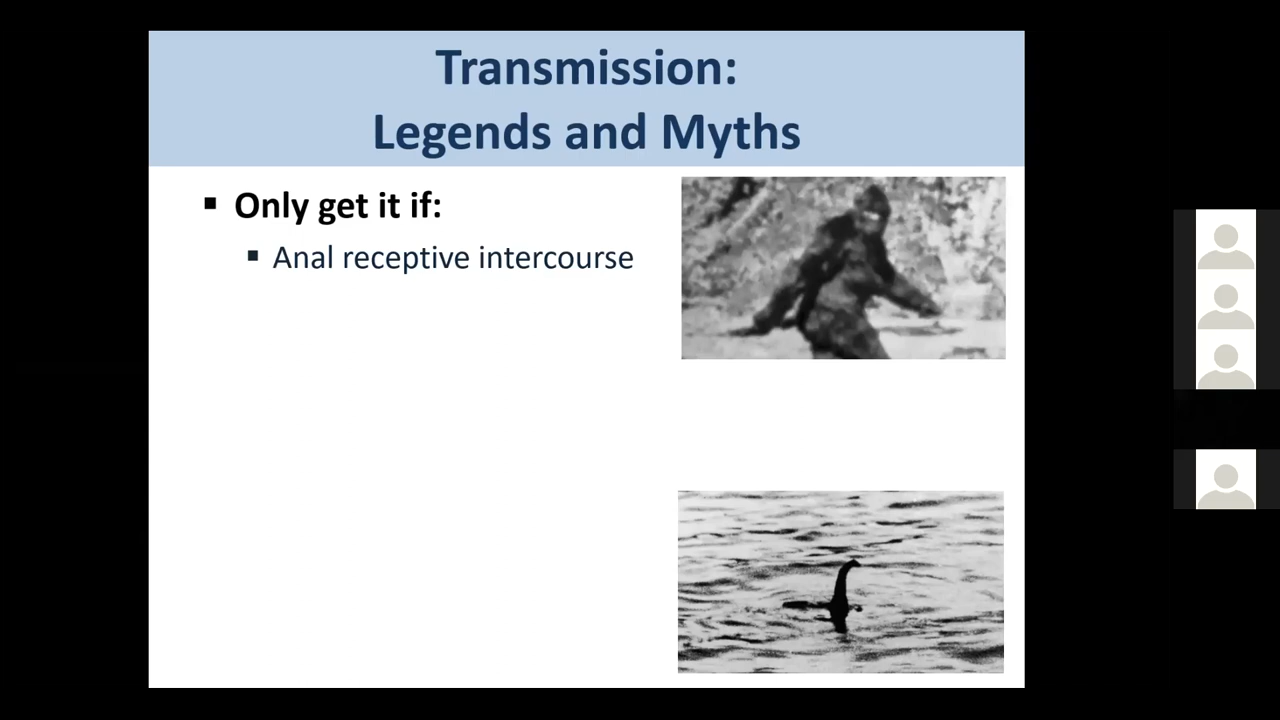 Transmission:
Legends and Myths
Only get it if:
Anal receptive intercourse